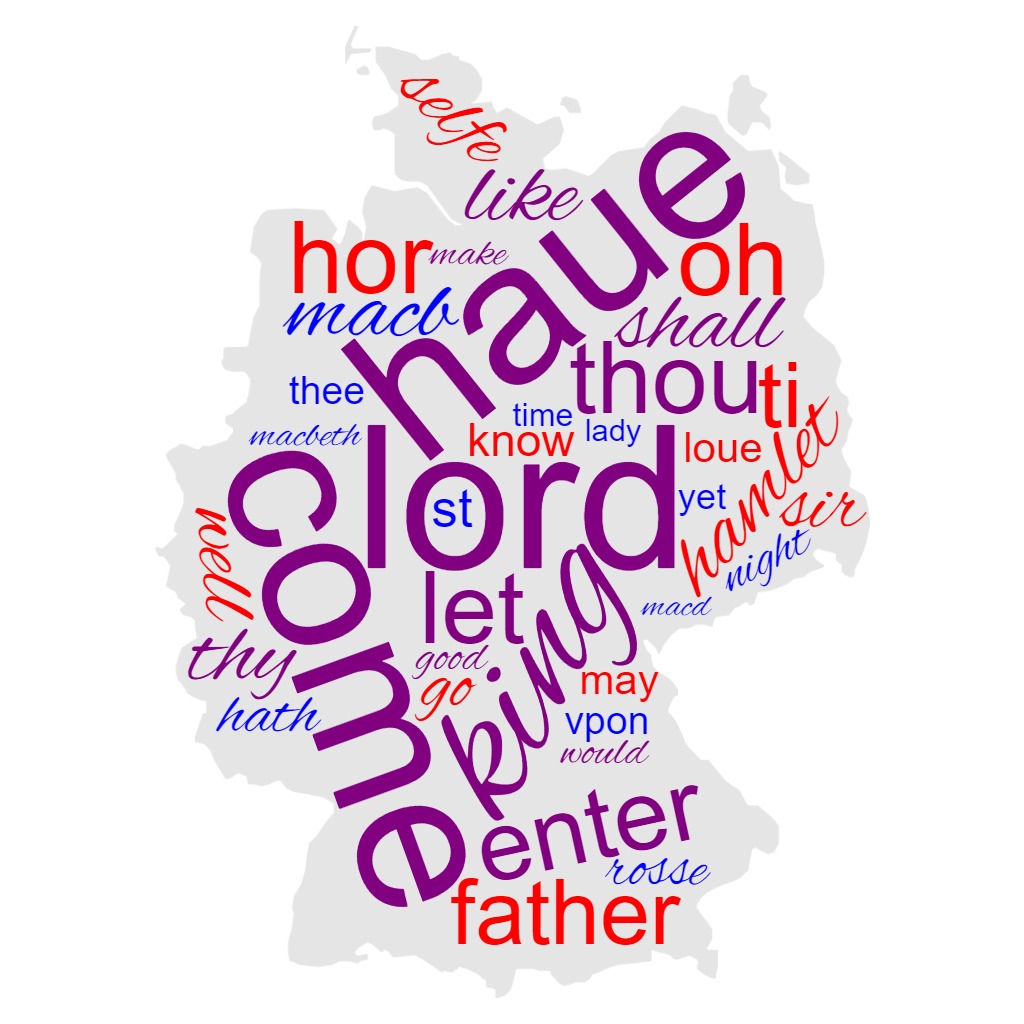 selfe
like
haue
hor
make
oh
macb
shall
thou
ti
thee
time
lady
macbeth
know
loue
hamlet
lord
come
st
yet
sir
well
night
let
king
macd
thy
good
go
may
hath
vpon
would
enter
rosse
father